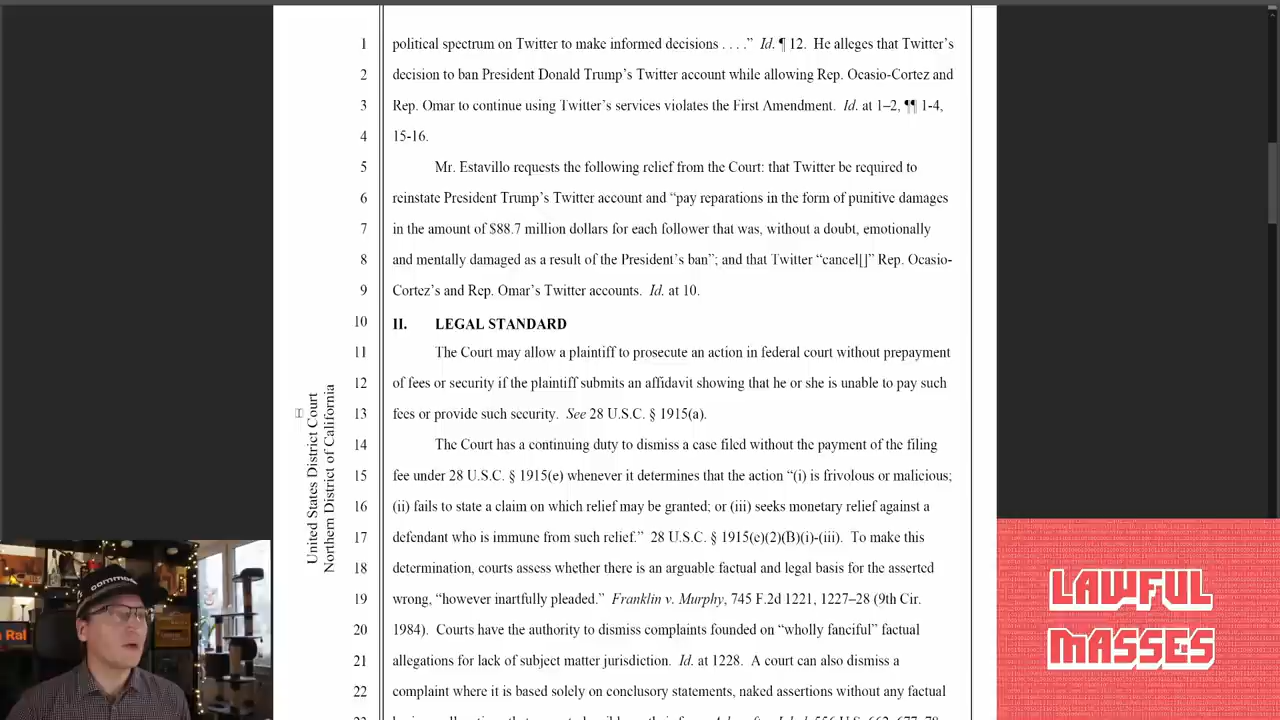 1 political spectrum on Twitter to make informed decisions . . . .” Id. ¶ 12. He alleges that Twitter’s
2 decision to ban President Donald Trump’s Twitter account while allowing Rep. Ocasio-Cortez and
3 Rep. Omar to continue using Twitter’s services violates the First Amendment. Id. at 1–2, ¶¶ 1-4,
4 15-16.
5 Mr. Estavillo requests the following relief from the Court: that Twitter be required to
6 reinstate President Trump’s Twitter account and “pay reparations in the form of punitive damages
7 in the amount of $88.7 million dollars for each follower that was, without a doubt, emotionally
8 and mentally damaged as a result of the President’s ban”; and that Twitter “cancel[]” Rep. Ocasio-
9 Cortez’s and Rep. Omar’s Twitter accounts. Id. at 10.
10 II. LEGAL STANDARD
11 The Court may allow a plaintiff to prosecute an action in federal court without prepayment
12 of fees or security if the plaintiff submits an affidavit showing that he or she is unable to pay such
13 fees or provide such security. See 28 U.S.C. § 1915(a).
14 The Court has a continuing duty to dismiss a case filed without the payment of the filing
15 fee under 28 U.S.C. § 1915(e) whenever it determines that the action “(i) is frivolous or malicious;
16 (ii) fails to state a claim on which relief may be granted; or (iii) seeks monetary relief against a
17 defendant who is immune from such relief.” 28 U.S.C. § 1915(e)(2)(B)(i)-(iii). To make this
18 determination, courts assess whether there is an arguable factual and legal basis for the asserted
19 wrong, “however inartfully pleaded.” Franklin v. Murphy, 745 F.2d 1221, 1227–28 (9th Cir.
20 1984). Courts have the authority to dismiss complaints founded on “wholly fanciful” factual
21 allegations for lack of subject matter jurisdiction. Id. at 1228. A court can also dismiss a
22 complaint where it is based solely on conclusory statements, naked assertions without any factual
United States District Court
Northern District of California
n Ral
LAWFUL
MASSES